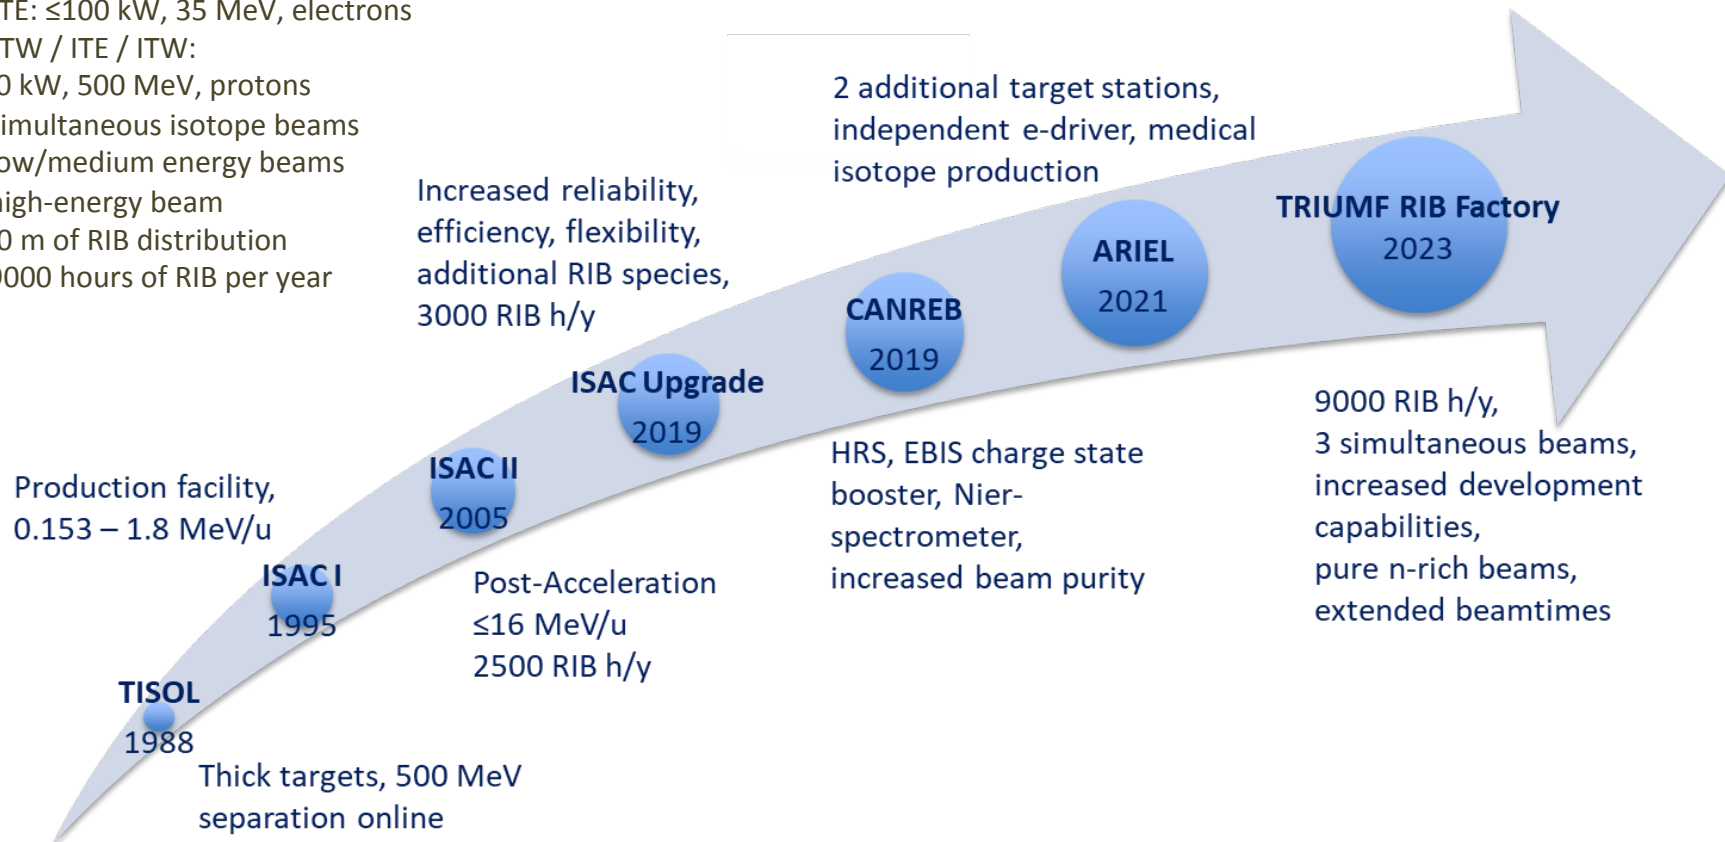 TE: ≤100 kW, 35 MeV, electrons
TW / ITE / ITW:
0 kW, 500 MeV, protons
imultaneous isotope beams
ow/medium energy beams
high-energy beam
0 m of RIB distribution
9000 hours of RIB per year
2 additional target stations,
independent e-driver, medical
isotope production
Increased reliability,
efficiency, flexibility,
additional RIB species,
3000 RIB h/y
TRIUMF RIB Factory
2023
ARIEL
2021
CANREB
2019
ISAC Upgrade
2019
ISAC II
2005
Production facility,
0.153 – 1.8 MeV/u
ISAC I
1995
TISOL
1988
Thick targets, 500 MeV
separation online
Post-Acceleration
≤16 MeV/u
2500 RIB h/y
HRS, EBIS charge state
booster, Nier-
spectrometer,
increased beam purity
9000 RIB h/y,
3 simultaneous beams,
increased development
capabilities,
pure n-rich beams,
extended beamtimes